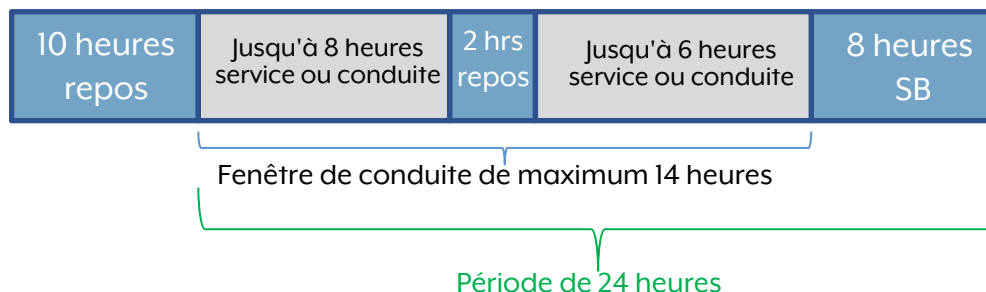 10 heures
repos
Jusqu'à 8 heures
service ou conduite
2 hrs
repos
Jusqu'à 6 heures
service ou conduite
8 heures
SB
Fenêtre de conduite de maximum 14 heures
Période de 24 heures